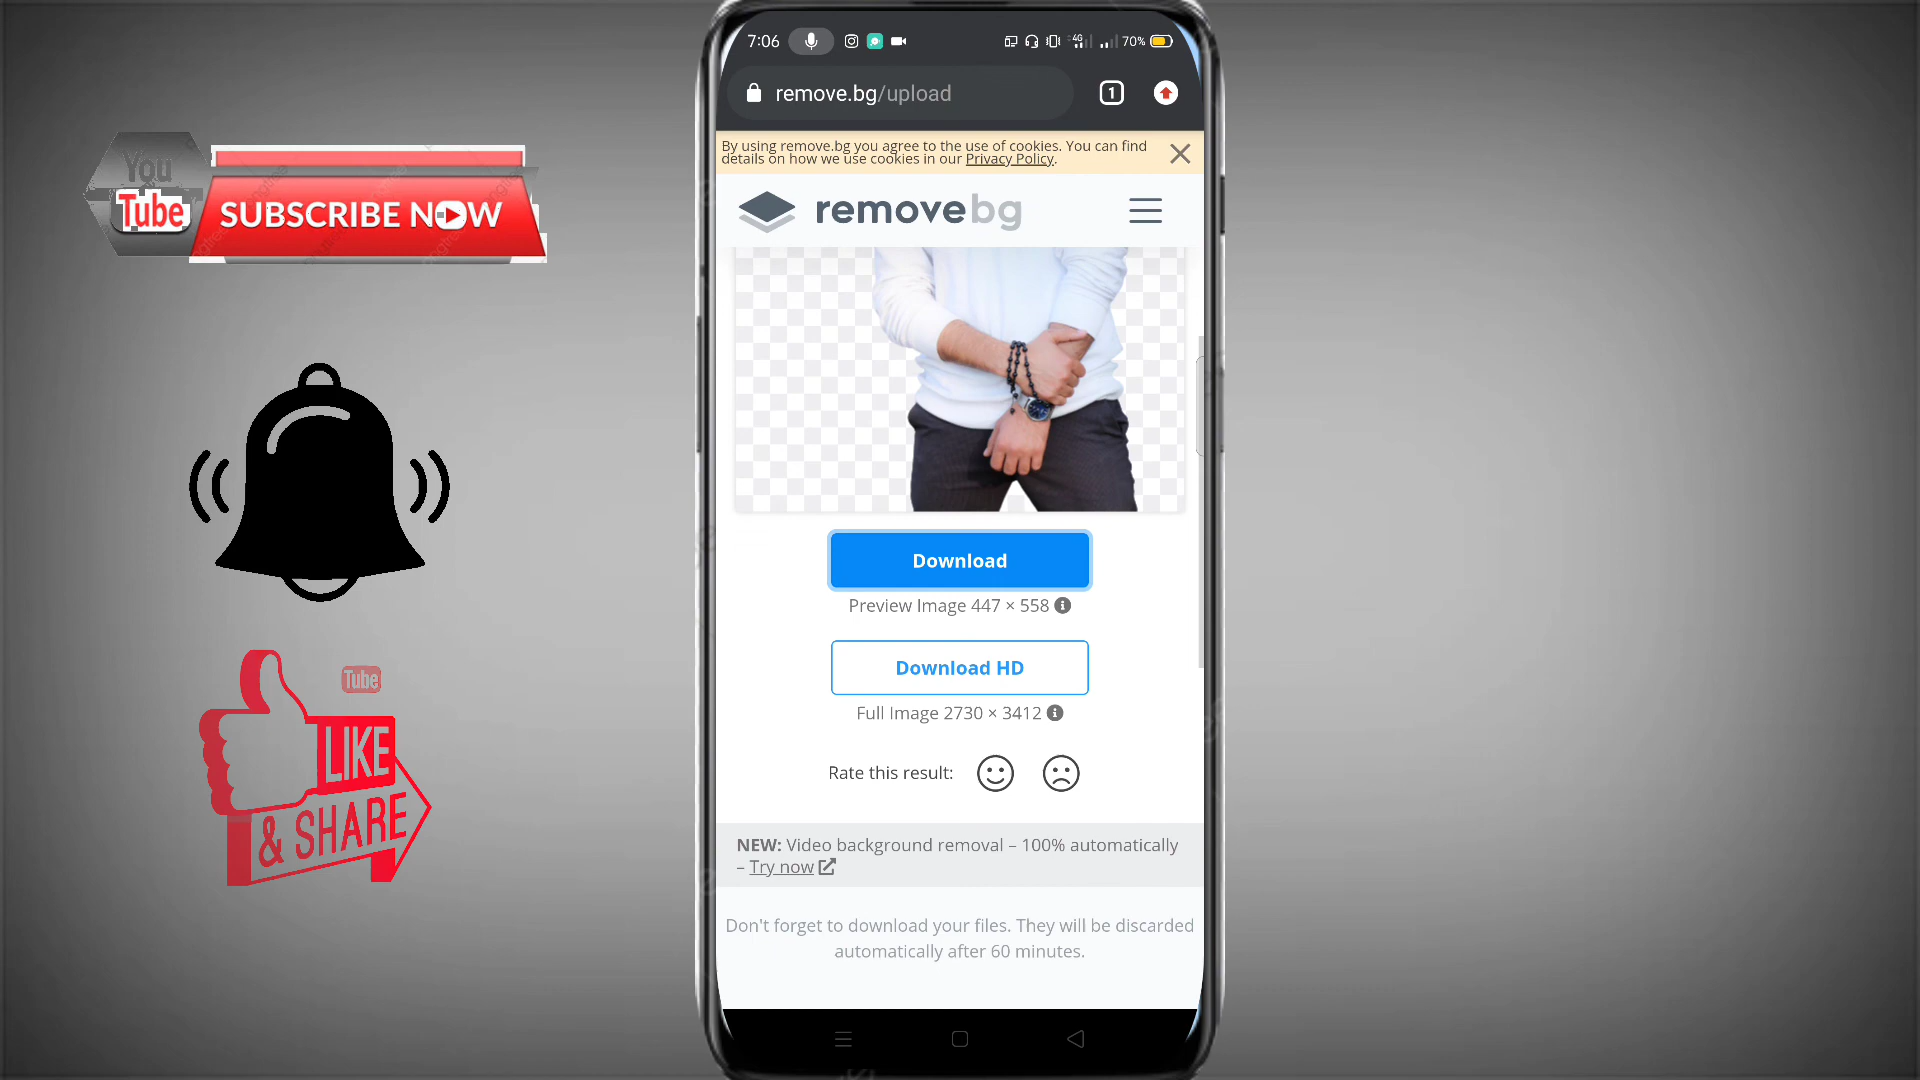 You
Tube
SUBSCRIBE NOW
Tube
LIKE
& SHARE
7:06
4G
70%
remove.bg/upload
1
By using remove.bg you agree to the use of cookies. You can find
details on how we use cookies in our Privacy Policy.
removebg
Download
Preview Image 447 × 558
Download HD
Full Image 2730 × 3412
Rate this result:
NEW: Video background removal – 100% automatically
– Try now
Don't forget to download your files. They will be discarded
automatically after 60 minutes.